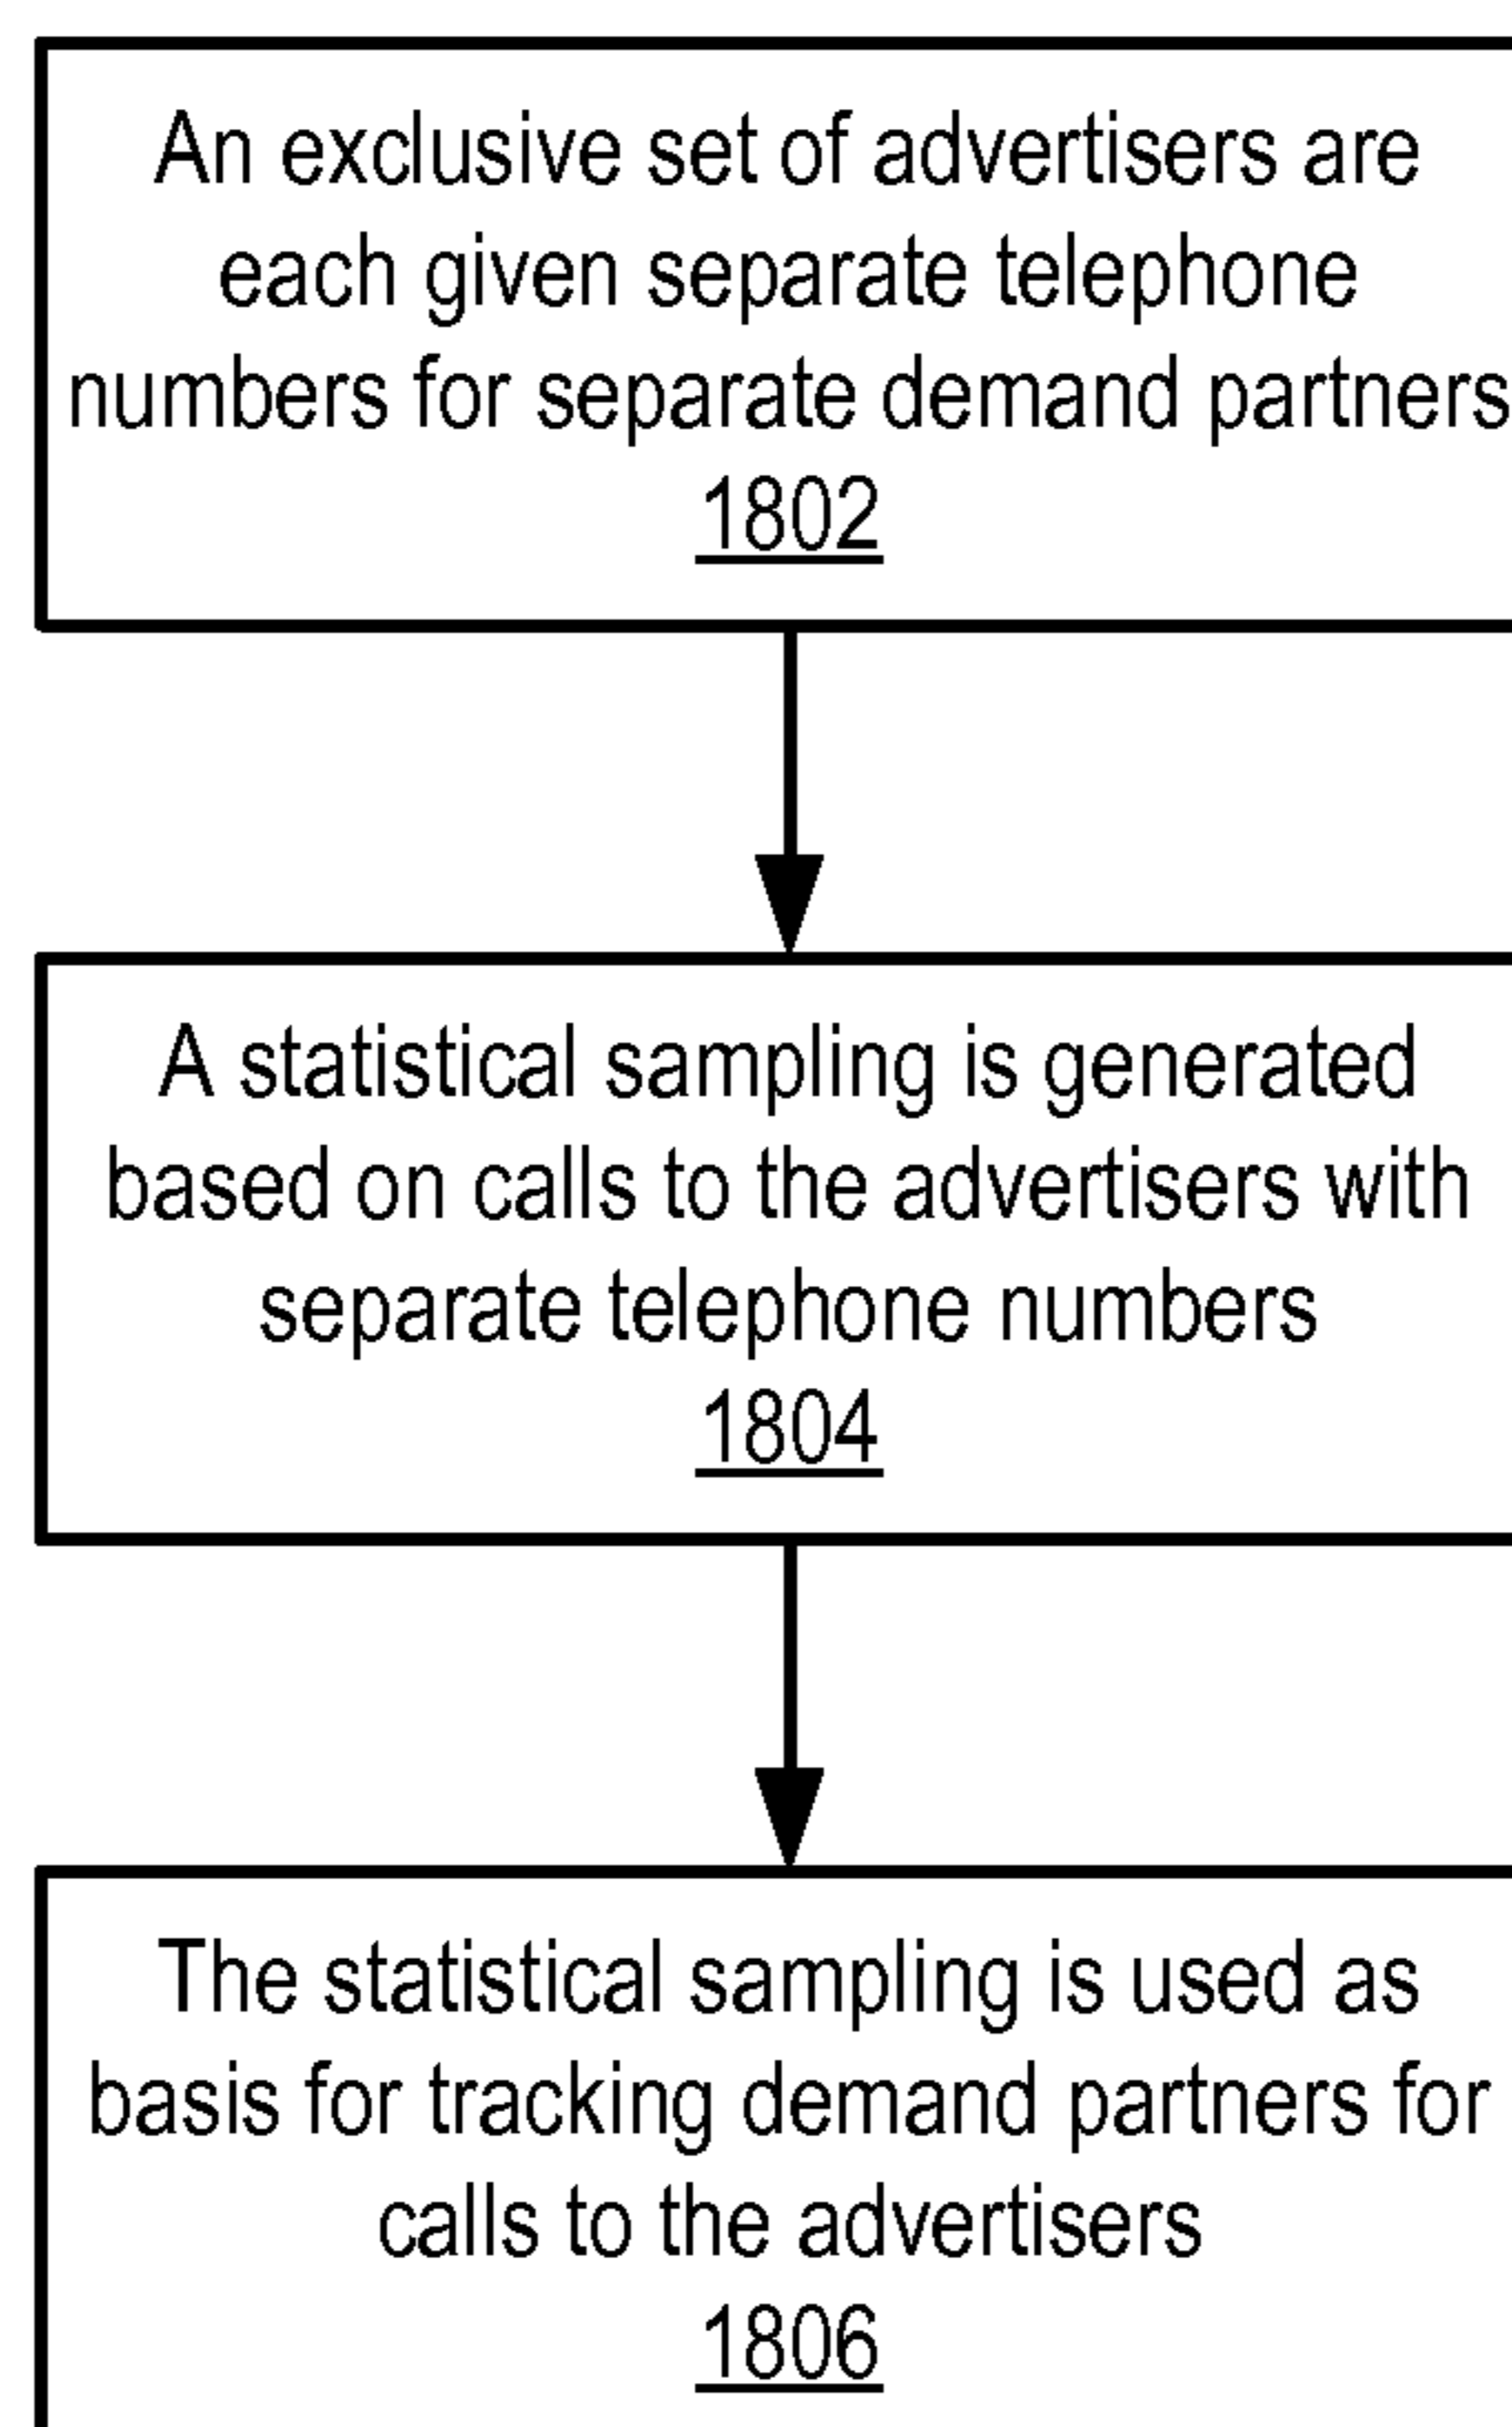 An exclusive set of advertisers are
each given separate telephone
numbers for separate demand partners
1802
A statistical sampling is generated
based on calls to the advertisers with
separate telephone numbers
1804
The statistical sampling is used as
basis for tracking demand partners for
calls to the advertisers
1806